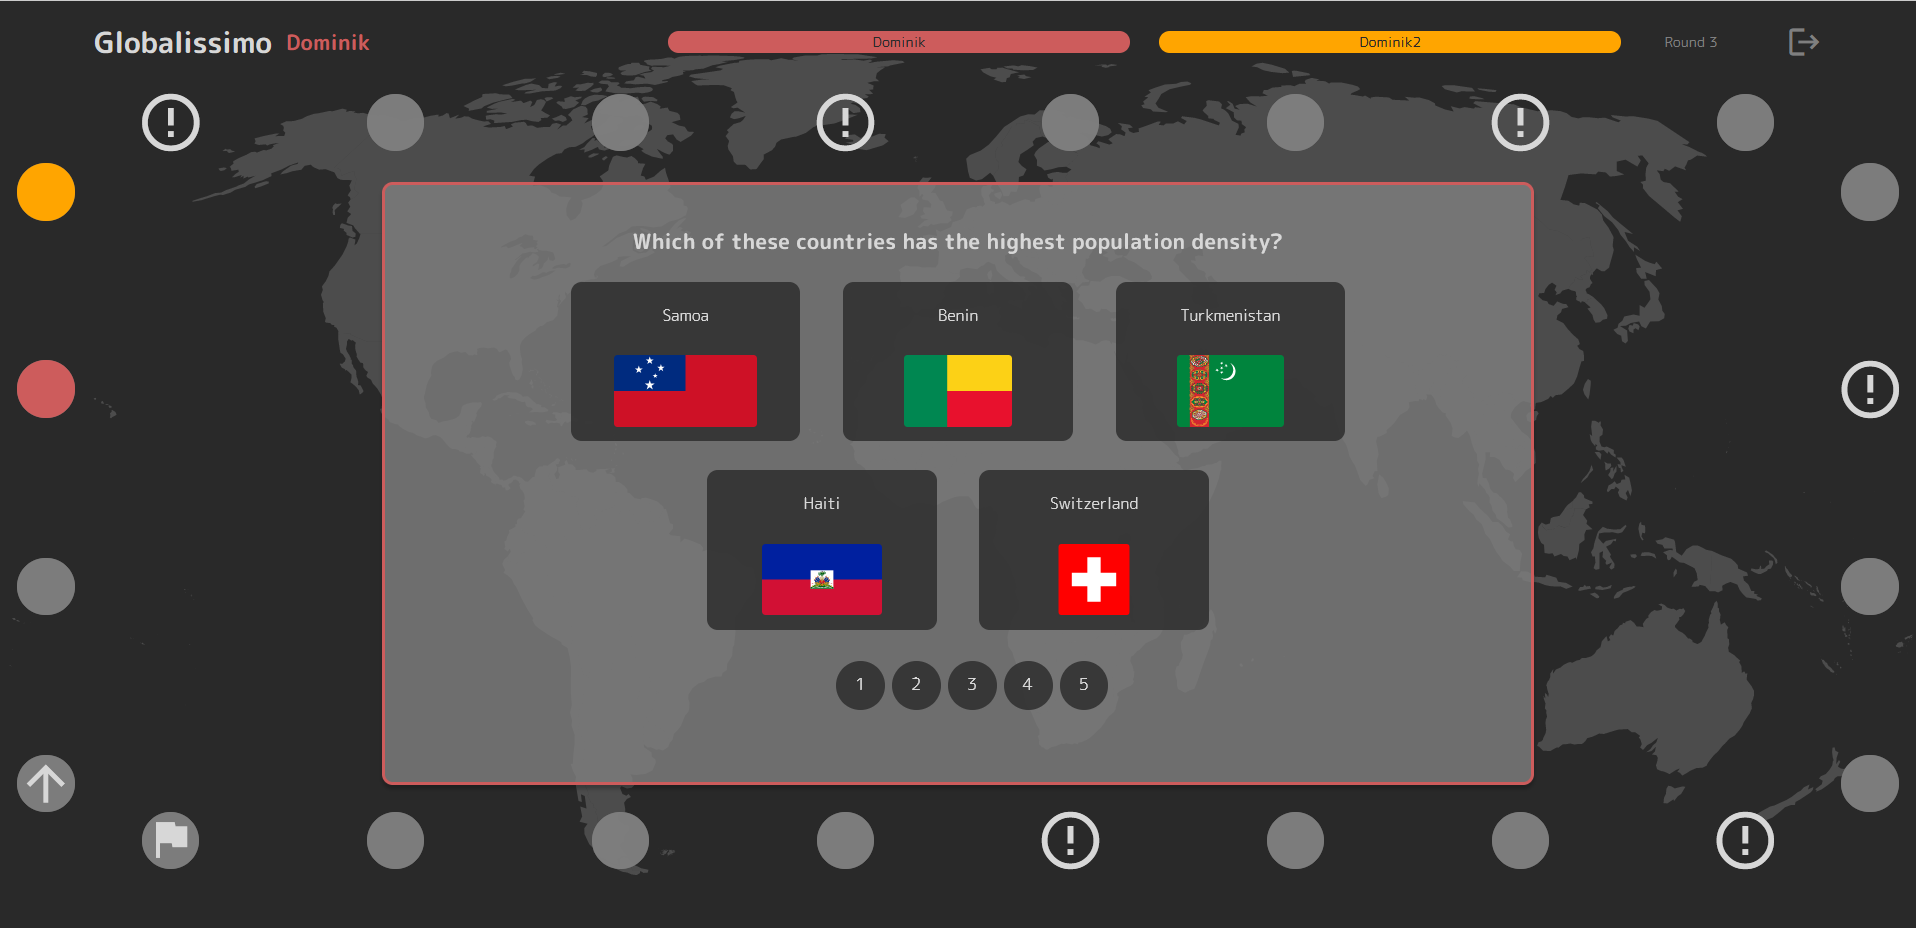 Globalissimo Dominik
Dominik
Dominik2
Round 3
Which of these countries has the highest population density?
Samoa
Benin
Turkmenistan
Haiti
Switzerland
1 2 3 4 5